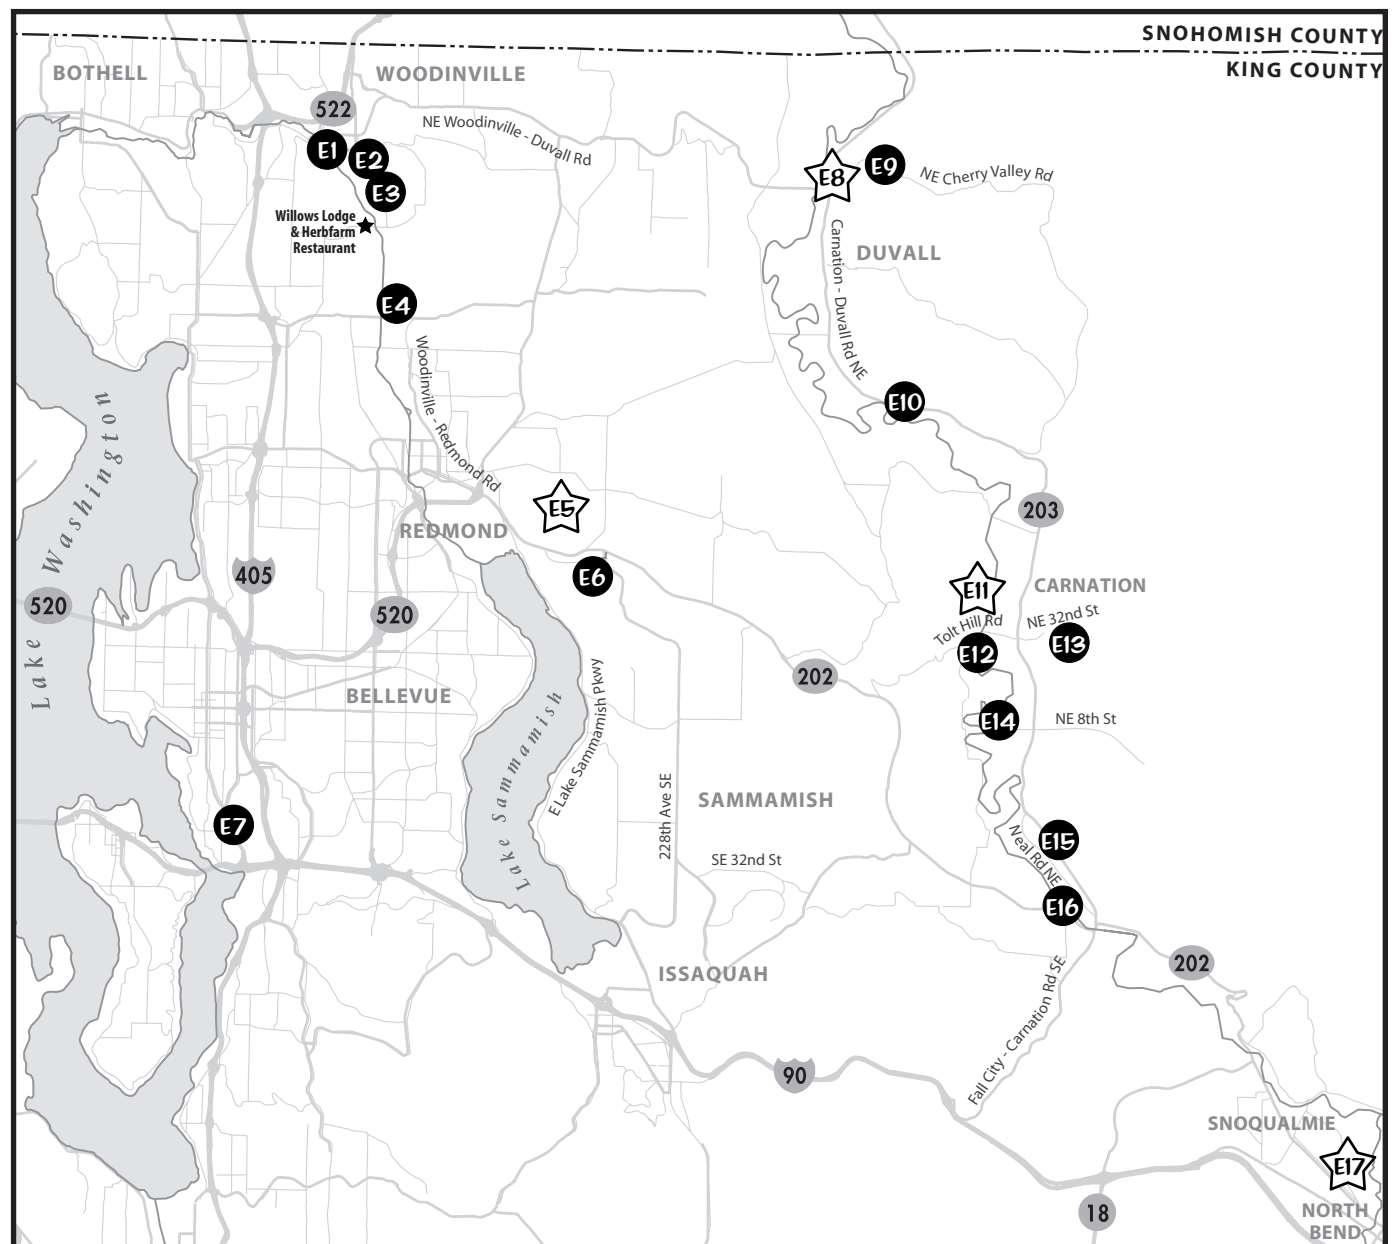 SNOHOMISH COUNTY
KING COUNTY
BOTHELL
WOODINVILLE
522
NE Woodinville - Duvall Rd
E1
E2
E3
E8
E9
NE Cherry Valley Rd
Willows Lodge
& Herbfarm
Restaurant
Carnation - Duvall Rd NE
DUVALL
E4
Woodinville - Redmond Rd
E10
Lake Washington
E5
203
REDMOND
405
E6
E11
CARNATION
520
520
Tolt Hill Rd
NE 32nd St
E12
E13
202
BELLEVUE
E Lake Sammamish Pkwy
Lake Sammamish
E14
NE 8th St
228th Ave SE
SAMMAMISH
E7
SE 32nd St
E15
Neal Rd NE
E16
ISSAQUAH
202
Fall City - Carnation Rd SE
90
SNOQUALMIE
E17
18
NORTH
BEND